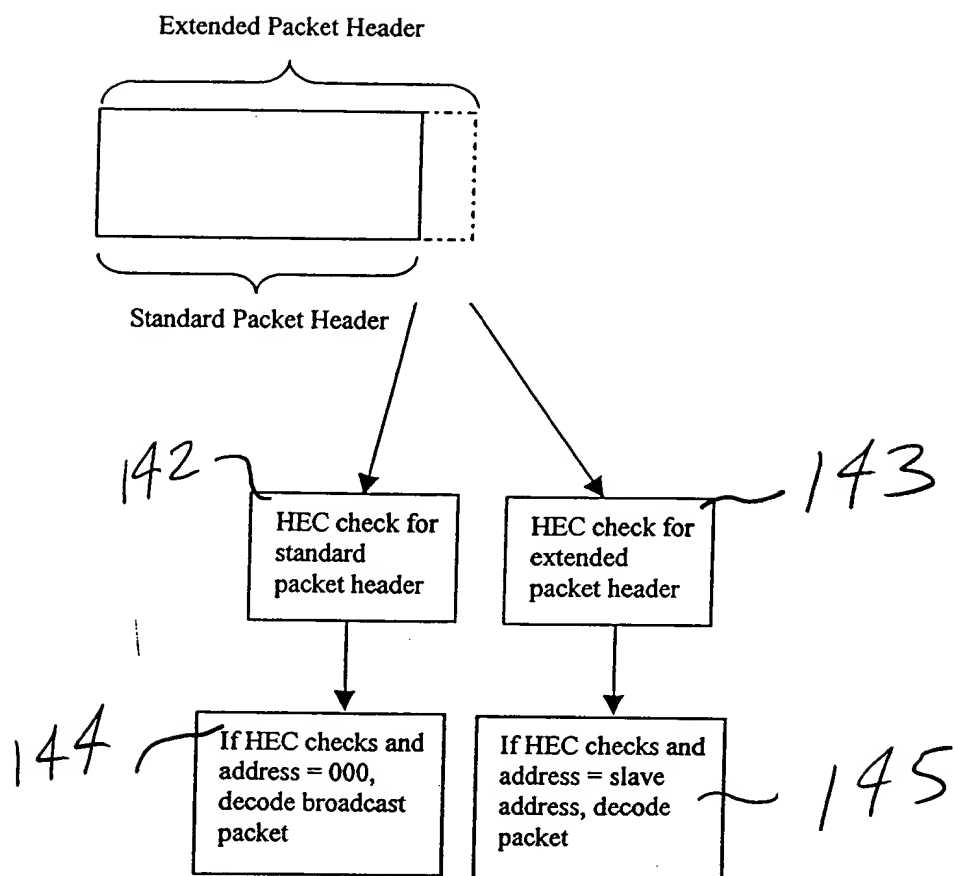 Extended Packet Header
Standard Packet Header
142
143
HEC check for
standard
packet header
HEC check for
extended
packet header
144
145
If HEC checks and
address = 000,
decode broadcast
packet
If HEC checks and
address = slave
address, decode
packet